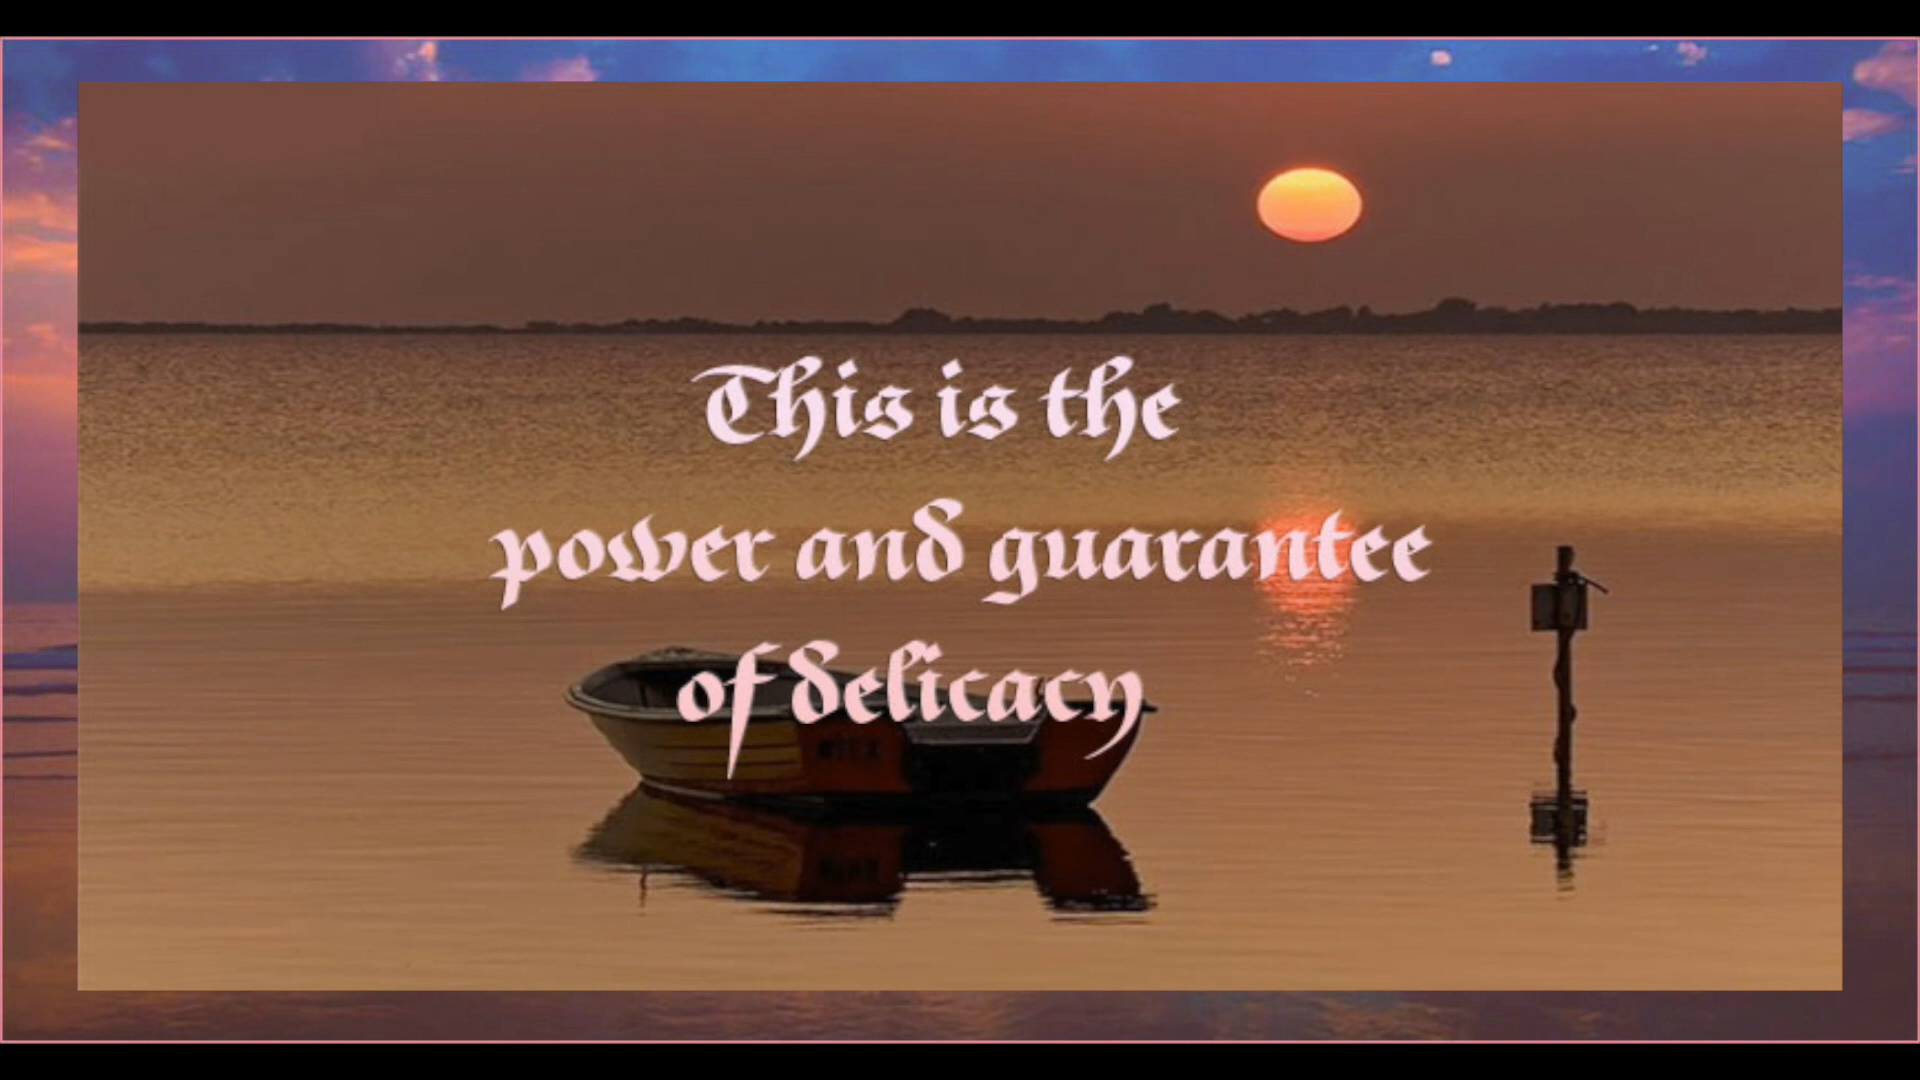 This is the
power and guarantee
of delicacy